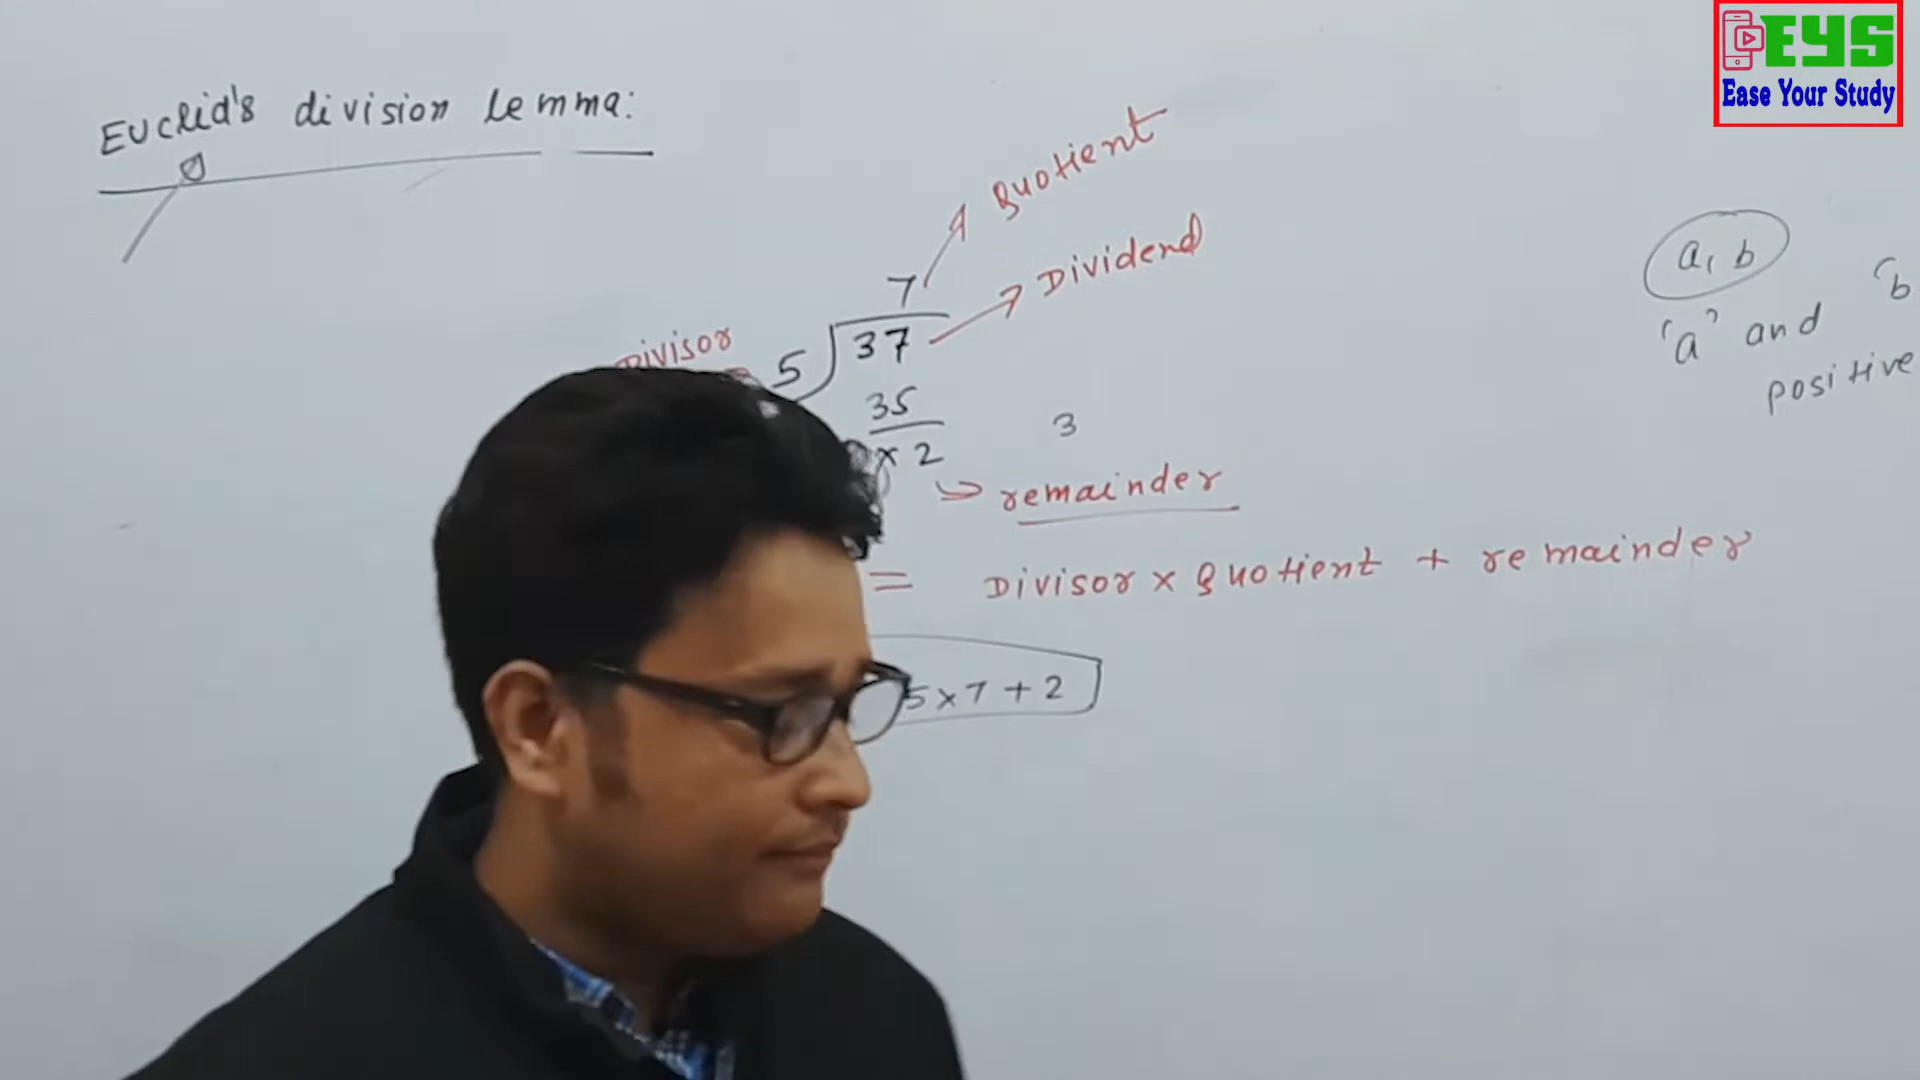 EYS
Ease Your Study
Euclid's division lemma:
Quotient
Dividend
7
Divisor
5 37
35
× 2
3
remainder
= Divisor × Quotient + remainder
5 × 7 + 2
a, b
'a' and 'b
positive